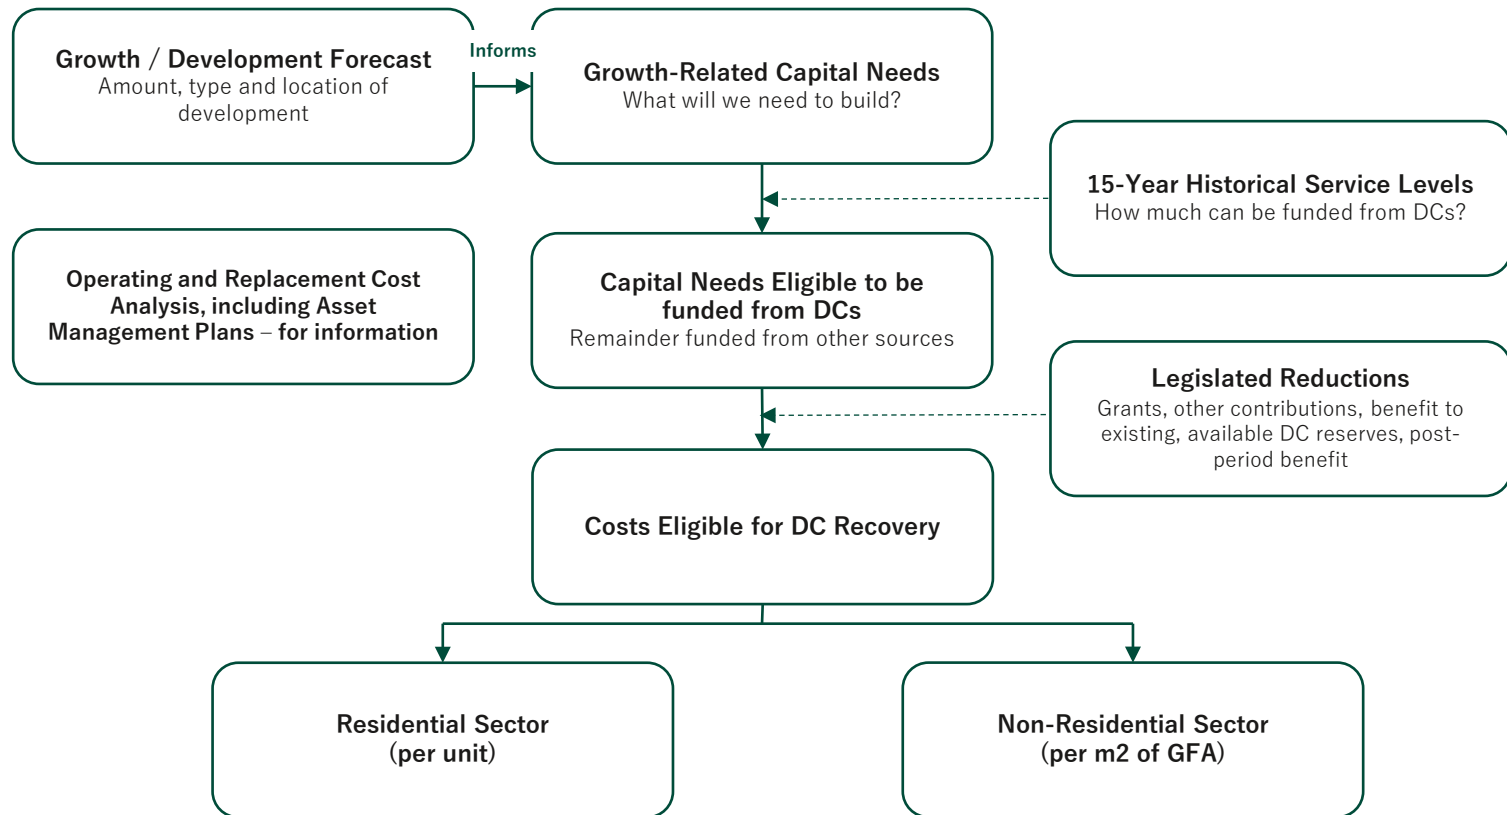 Growth / Development Forecast
Amount, type and location of
development
Informs
Growth-Related Capital Needs
What will we need to build?
15-Year Historical Service Levels
How much can be funded from DCs?
Operating and Replacement Cost
Analysis, including Asset
Management Plans – for information
Capital Needs Eligible to be
funded from DCs
Remainder funded from other sources
Legislated Reductions
Grants, other contributions, benefit to
existing, available DC reserves, post-
period benefit
Costs Eligible for DC Recovery
Residential Sector
(per unit)
Non-Residential Sector
(per m2 of GFA)